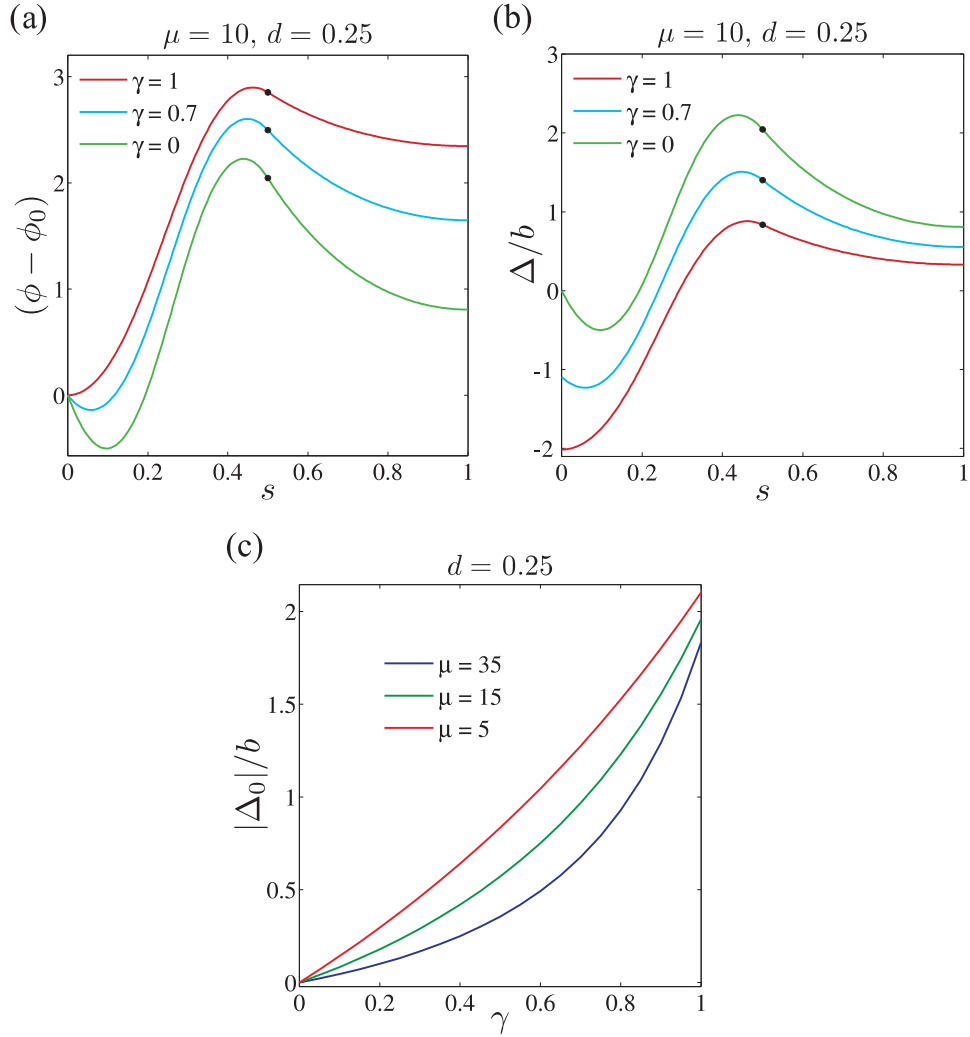 (a)
μ = 10, d = 0.25
3
2
1
0
(ϕ − ϕ₀)
γ = 1
γ = 0.7
γ = 0
0
0.2
0.4
0.6
0.8
1
s
(b)
μ = 10, d = 0.25
3
2
1
0
-1
-2
Δ/b
γ = 1
γ = 0.7
γ = 0
0
0.2
0.4
0.6
0.8
1
s
(c)
d = 0.25
2
1.5
1
0.5
0
|Δ₀|/b
μ = 35
μ = 15
μ = 5
0
0.2
0.4
0.6
0.8
1
γ